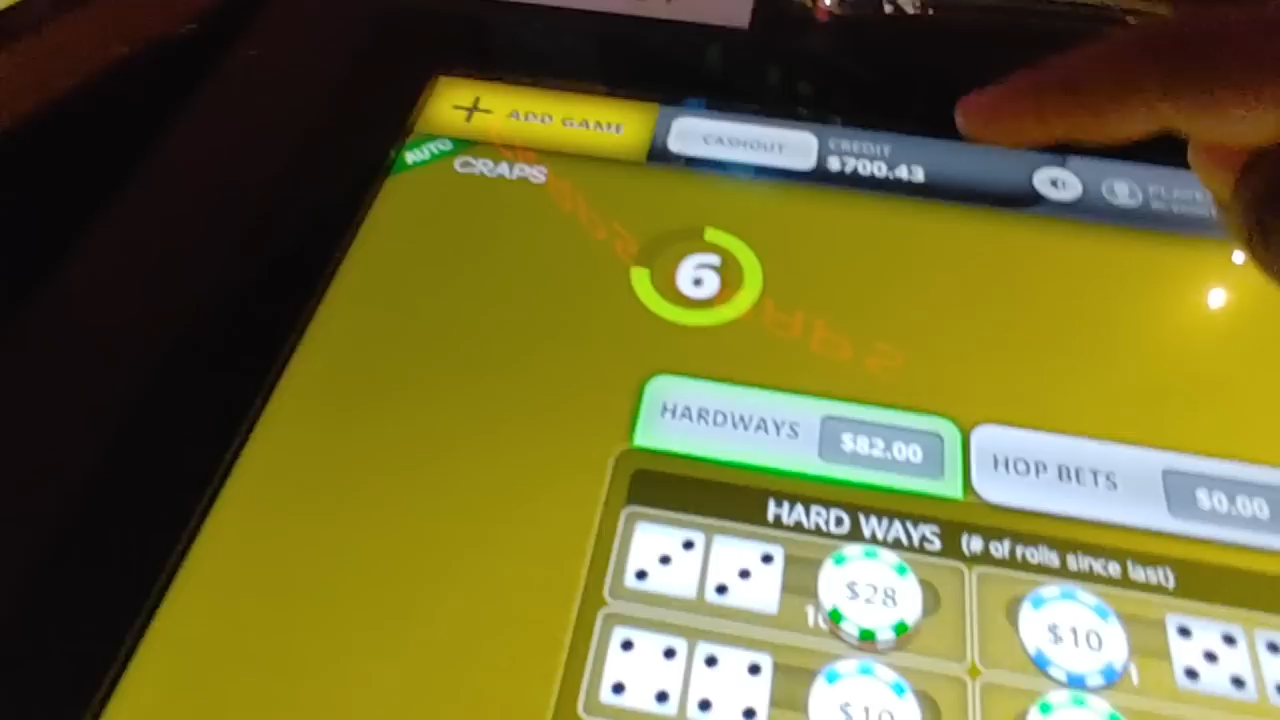 ADD GAME
CASHOUT
CREDIT
$700.43
AUTO
CRAPS
6
HARDWAYS
$82.00
HOP BETS
$0.00
HARD WAYS (# of rolls since last)
$28
$10
$10